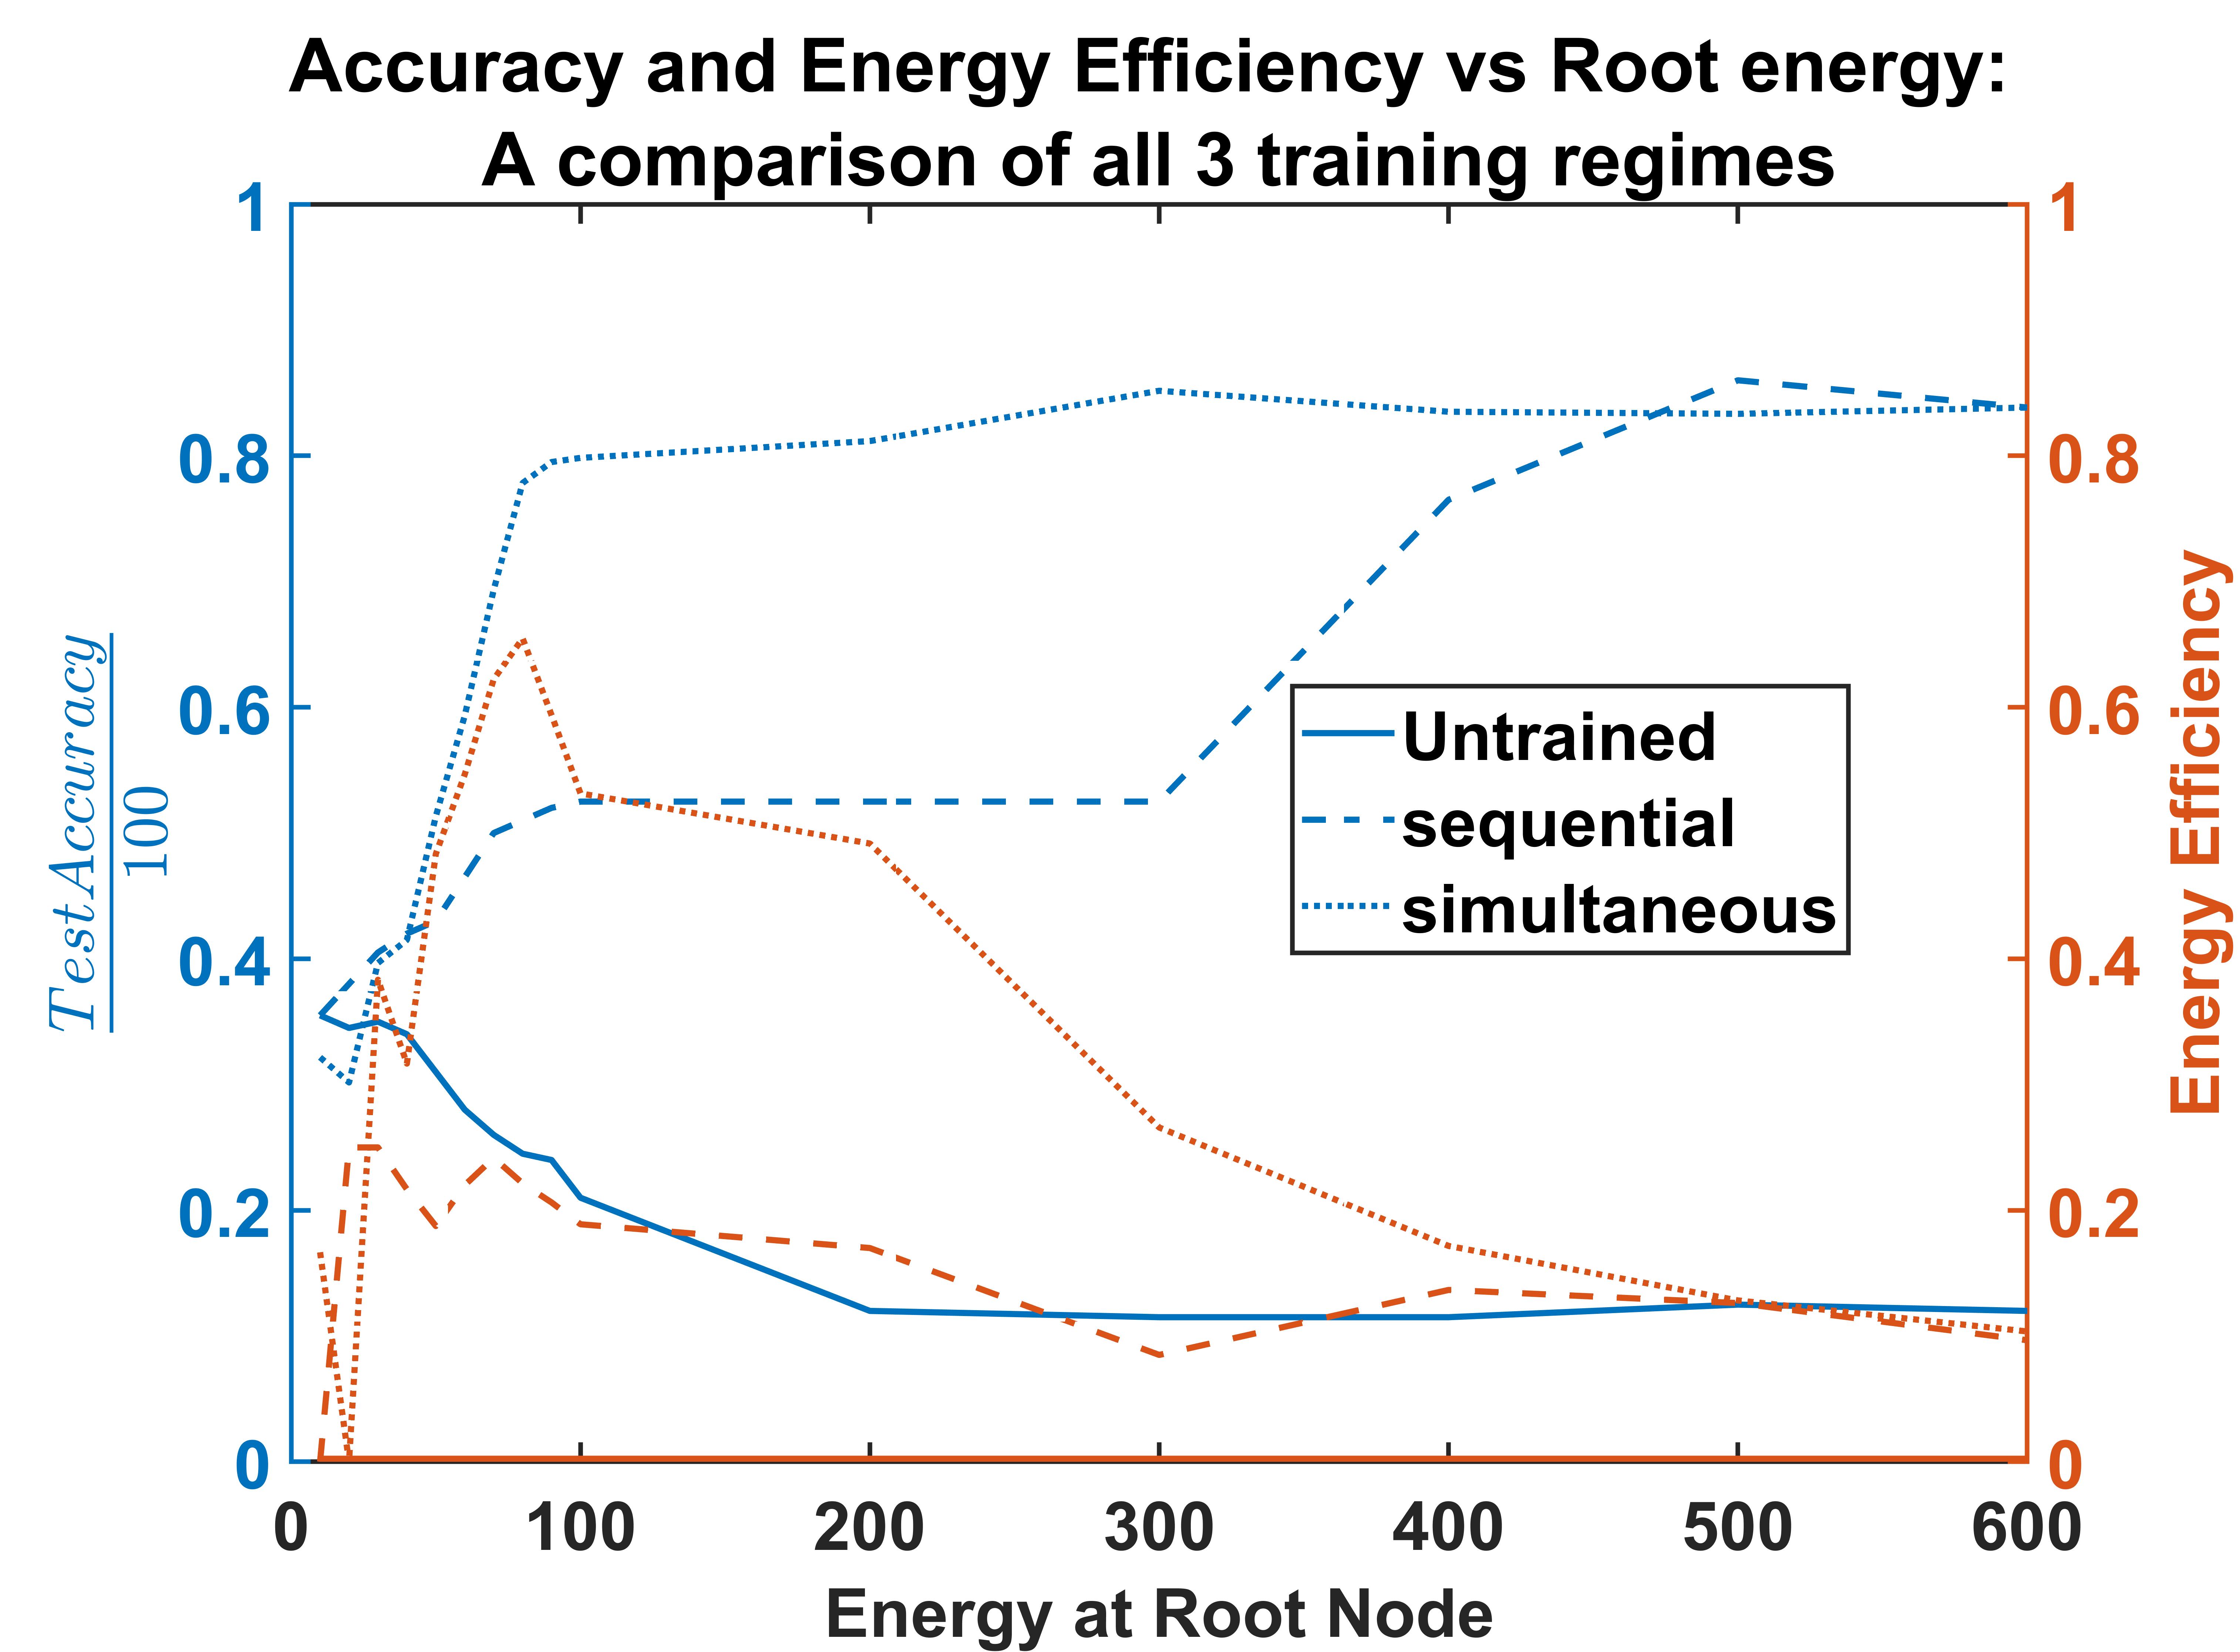 Accuracy and Energy Efficiency vs Root energy:
A comparison of all 3 training regimes
1
0.8
0.6
0.4
0.2
0
TestAccuracy
100
1
0.8
0.6
0.4
0.2
0
Energy Efficiency
Untrained
sequential
simultaneous
0 100 200 300 400 500 600
Energy at Root Node